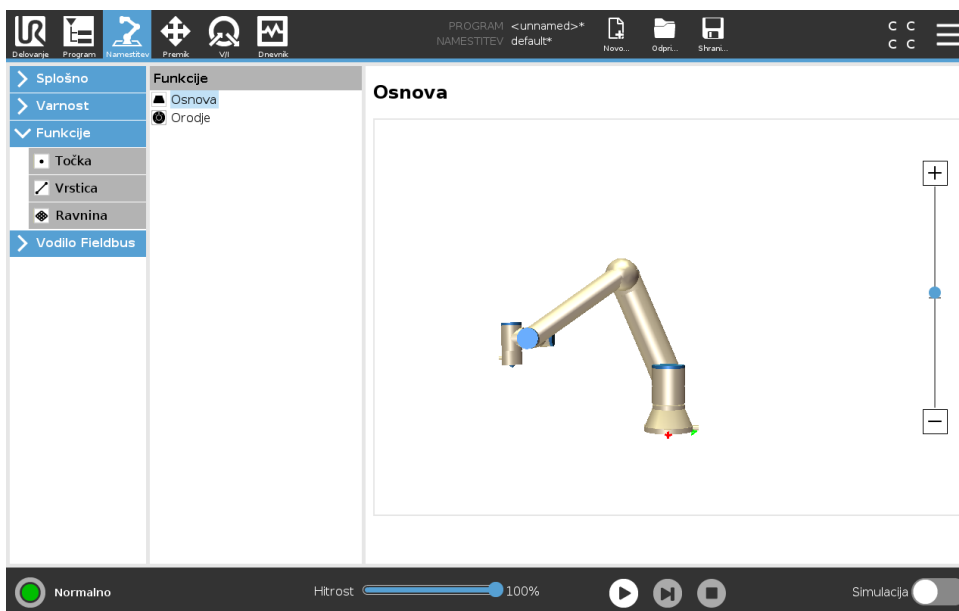 UR
Delovanje
Program
Namestitev
Premik
V/I
Dnevnik
PROGRAM <unnamed>*
NAMESTITEV default*
Novo...
Odpri...
Shrani...
C C
C C
Splošno
Varnost
Funkcije
Točka
Vrstica
Ravnina
Vodilo Fieldbus
Funkcije
Osnova
Orodje
Osnova
Normalno
Hitrost
100%
Simulacija